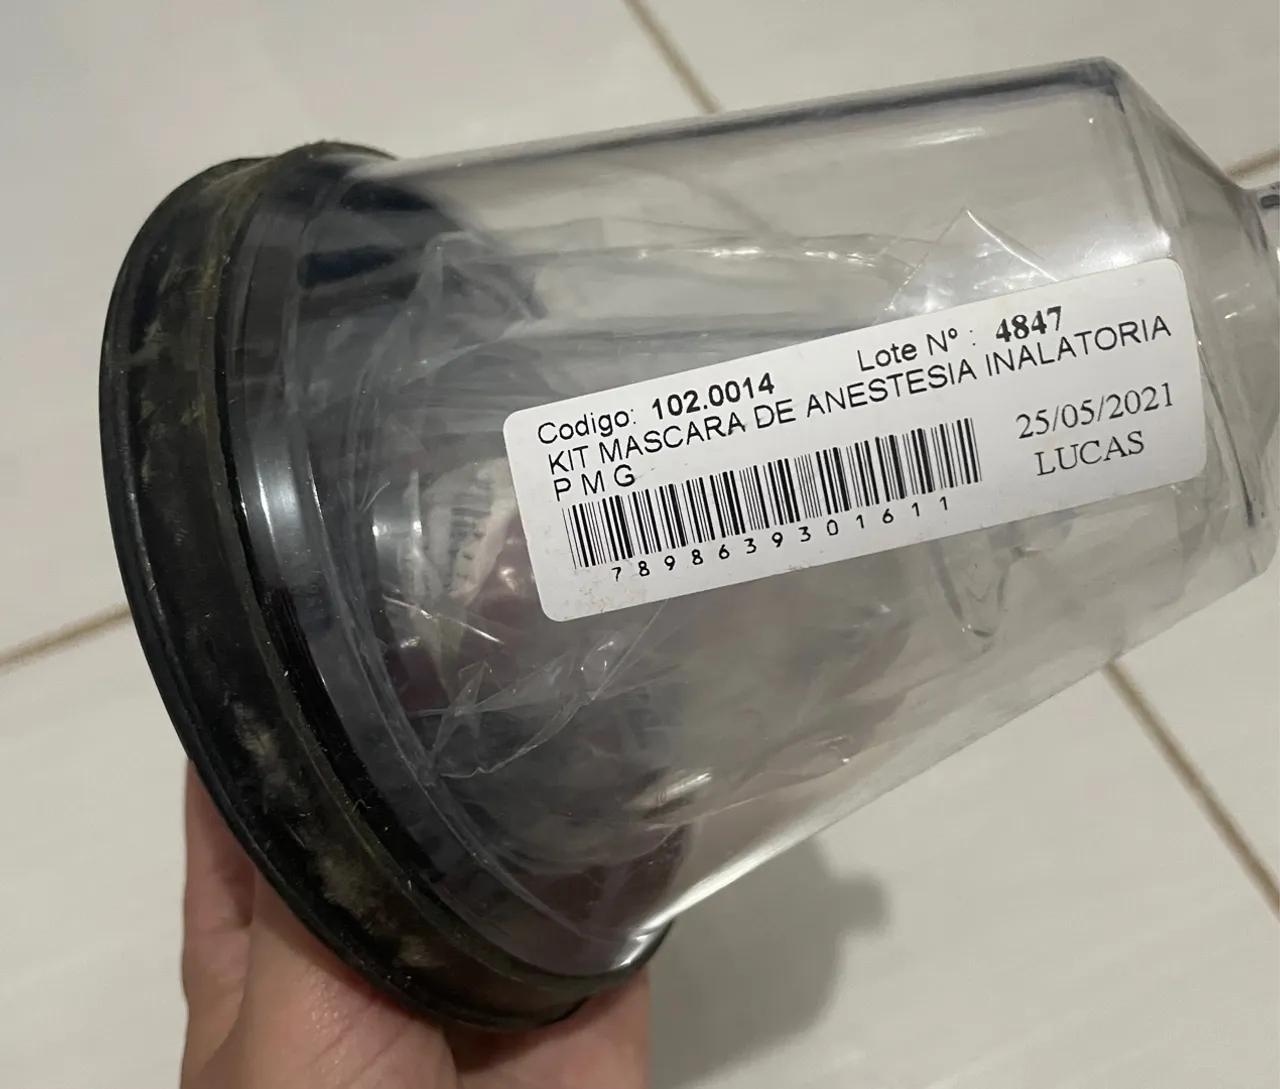 Codigo: 102.0014 Lote Nº : 4847
KIT MASCARA DE ANESTESIA INALATORIA
P M G
25/05/2021
LUCAS
7898639301611